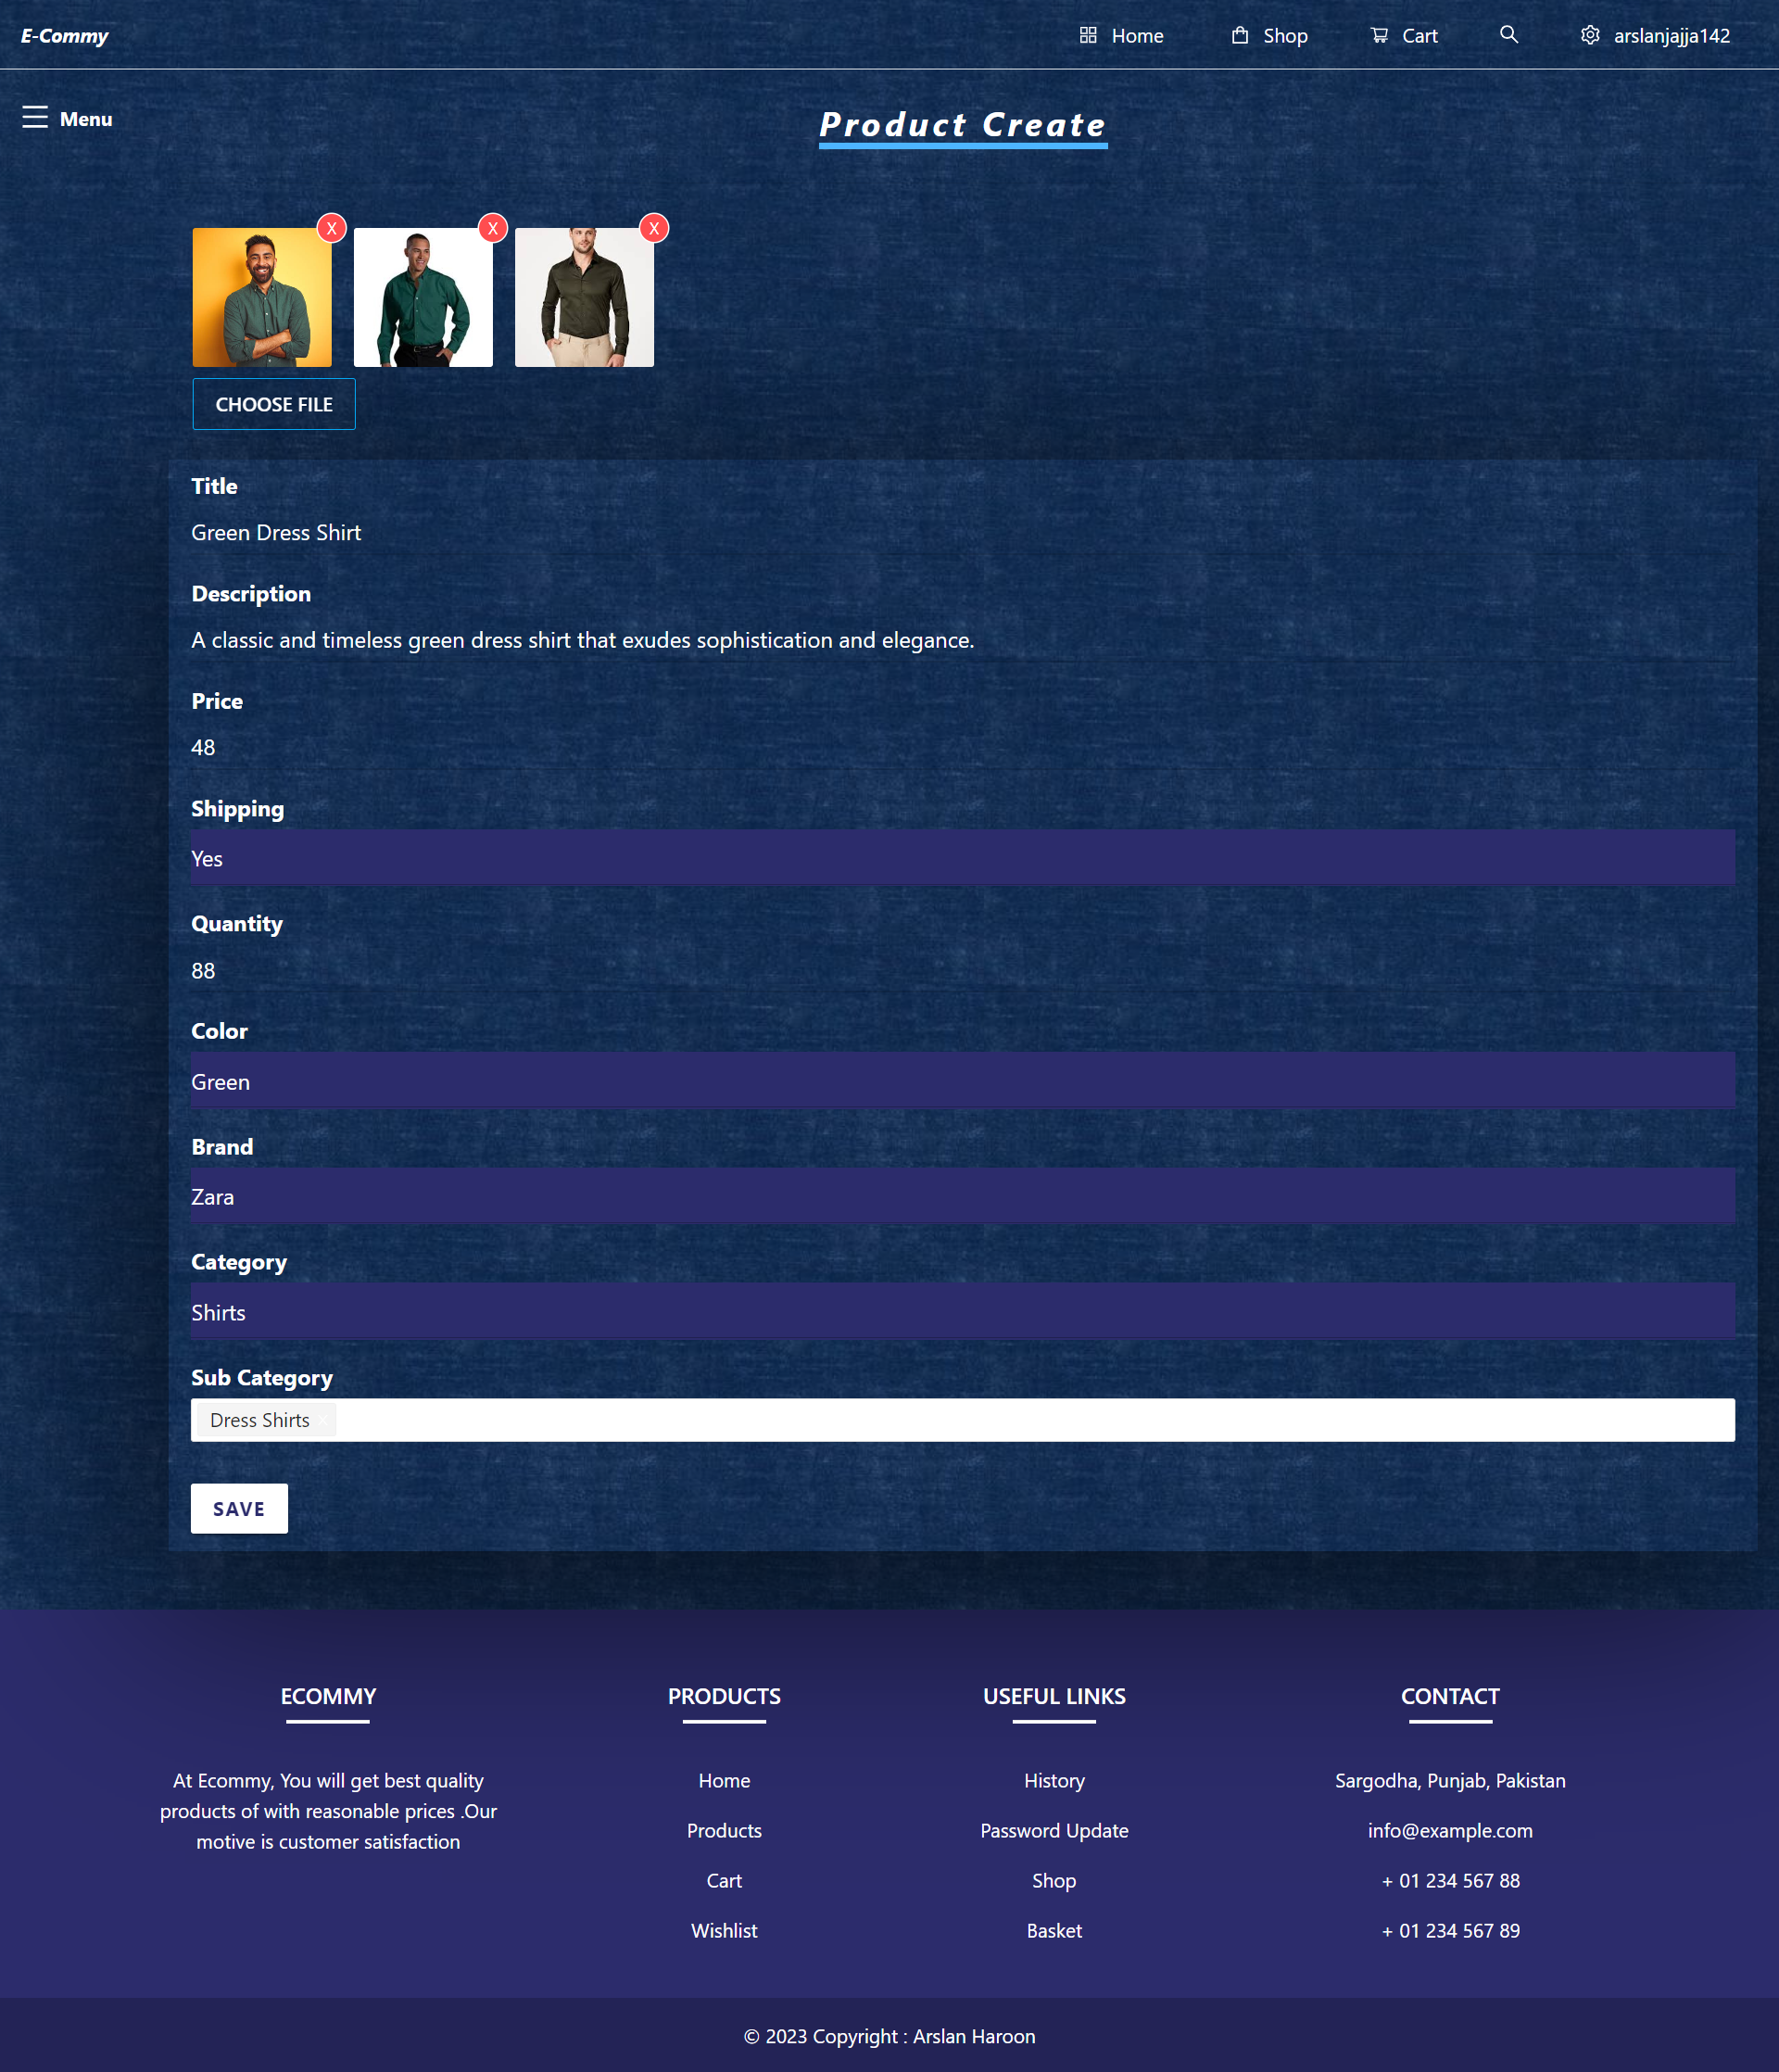 E-Commy
Home
Shop
Cart
arslanjajja142
Menu
Product Create
X
X
X
CHOOSE FILE
Title
Green Dress Shirt
Description
A classic and timeless green dress shirt that exudes sophistication and elegance.
Price
48
Shipping
Yes
Quantity
88
Color
Green
Brand
Zara
Category
Shirts
Sub Category
Dress Shirts
SAVE
ECOMMY
At Ecommy, You will get best quality
products of with reasonable prices .Our
motive is customer satisfaction
PRODUCTS
Home
Products
Cart
Wishlist
USEFUL LINKS
History
Password Update
Shop
Basket
CONTACT
Sargodha, Punjab, Pakistan
info@example.com
+ 01 234 567 88
+ 01 234 567 89
© 2023 Copyright : Arslan Haroon